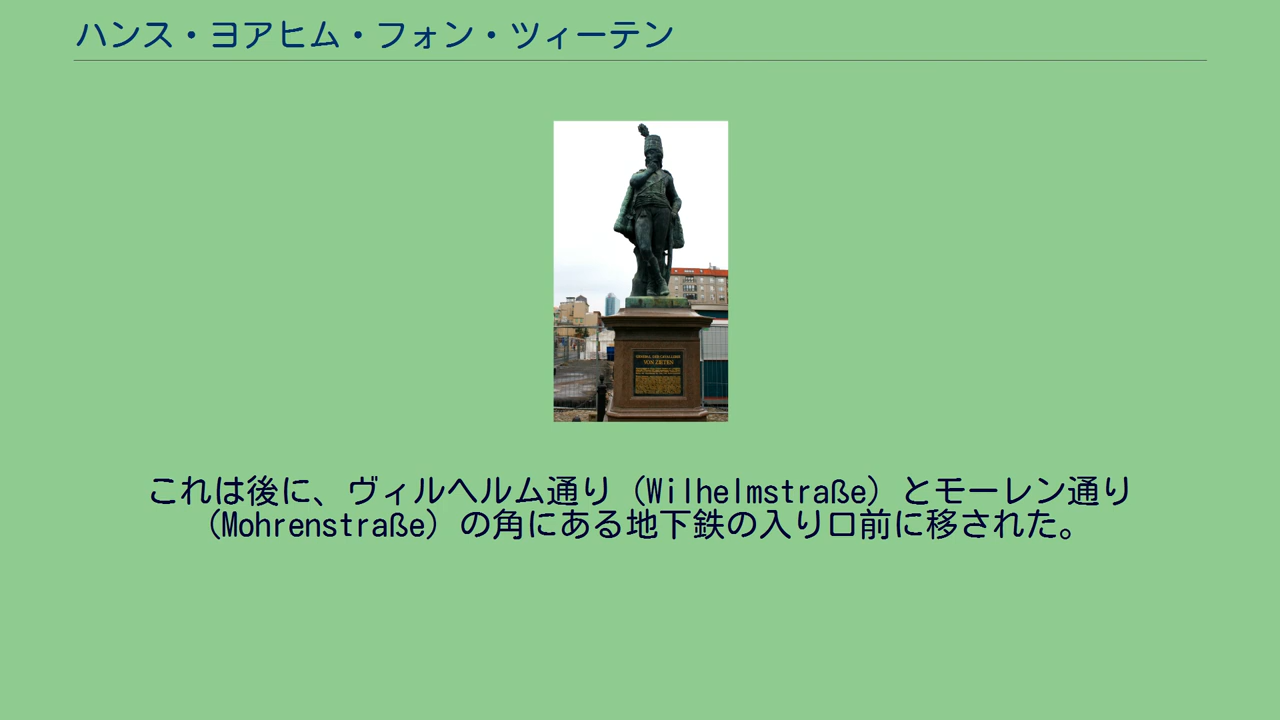 ハンス・ヨアヒム・フォン・ツィーテン
VON ZIETEN
これは後に、ヴィルヘルム通り（Wilhelmstraße）とモーレン通り
（Mohrenstraße）の角にある地下鉄の入り口前に移された。